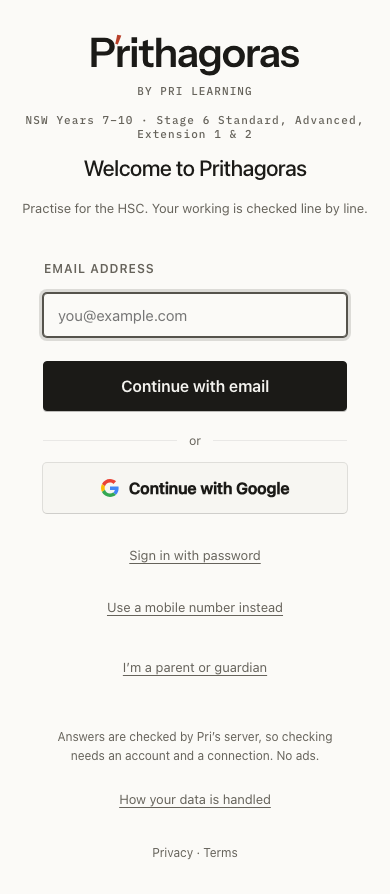 Prithagoras
BY PRI LEARNING
NSW Years 7–10 · Stage 6 Standard, Advanced,
Extension 1 & 2
Welcome to Prithagoras
Practise for the HSC. Your working is checked line by line.
EMAIL ADDRESS
you@example.com
Continue with email
or
Continue with Google
Sign in with password
Use a mobile number instead
I’m a parent or guardian
Answers are checked by Pri’s server, so checking
needs an account and a connection. No ads.
How your data is handled
Privacy · Terms